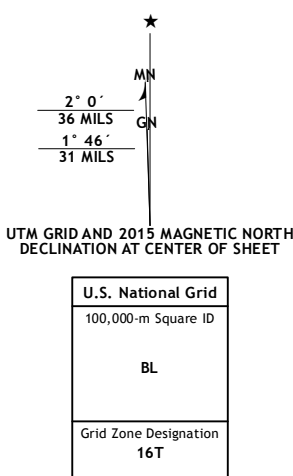 ★
MN
2° 0´
36 MILS
GN
1° 46´
31 MILS
UTM GRID AND 2015 MAGNETIC NORTH
DECLINATION AT CENTER OF SHEET
U.S. National Grid
100,000-m Square ID
BL
Grid Zone Designation
16T